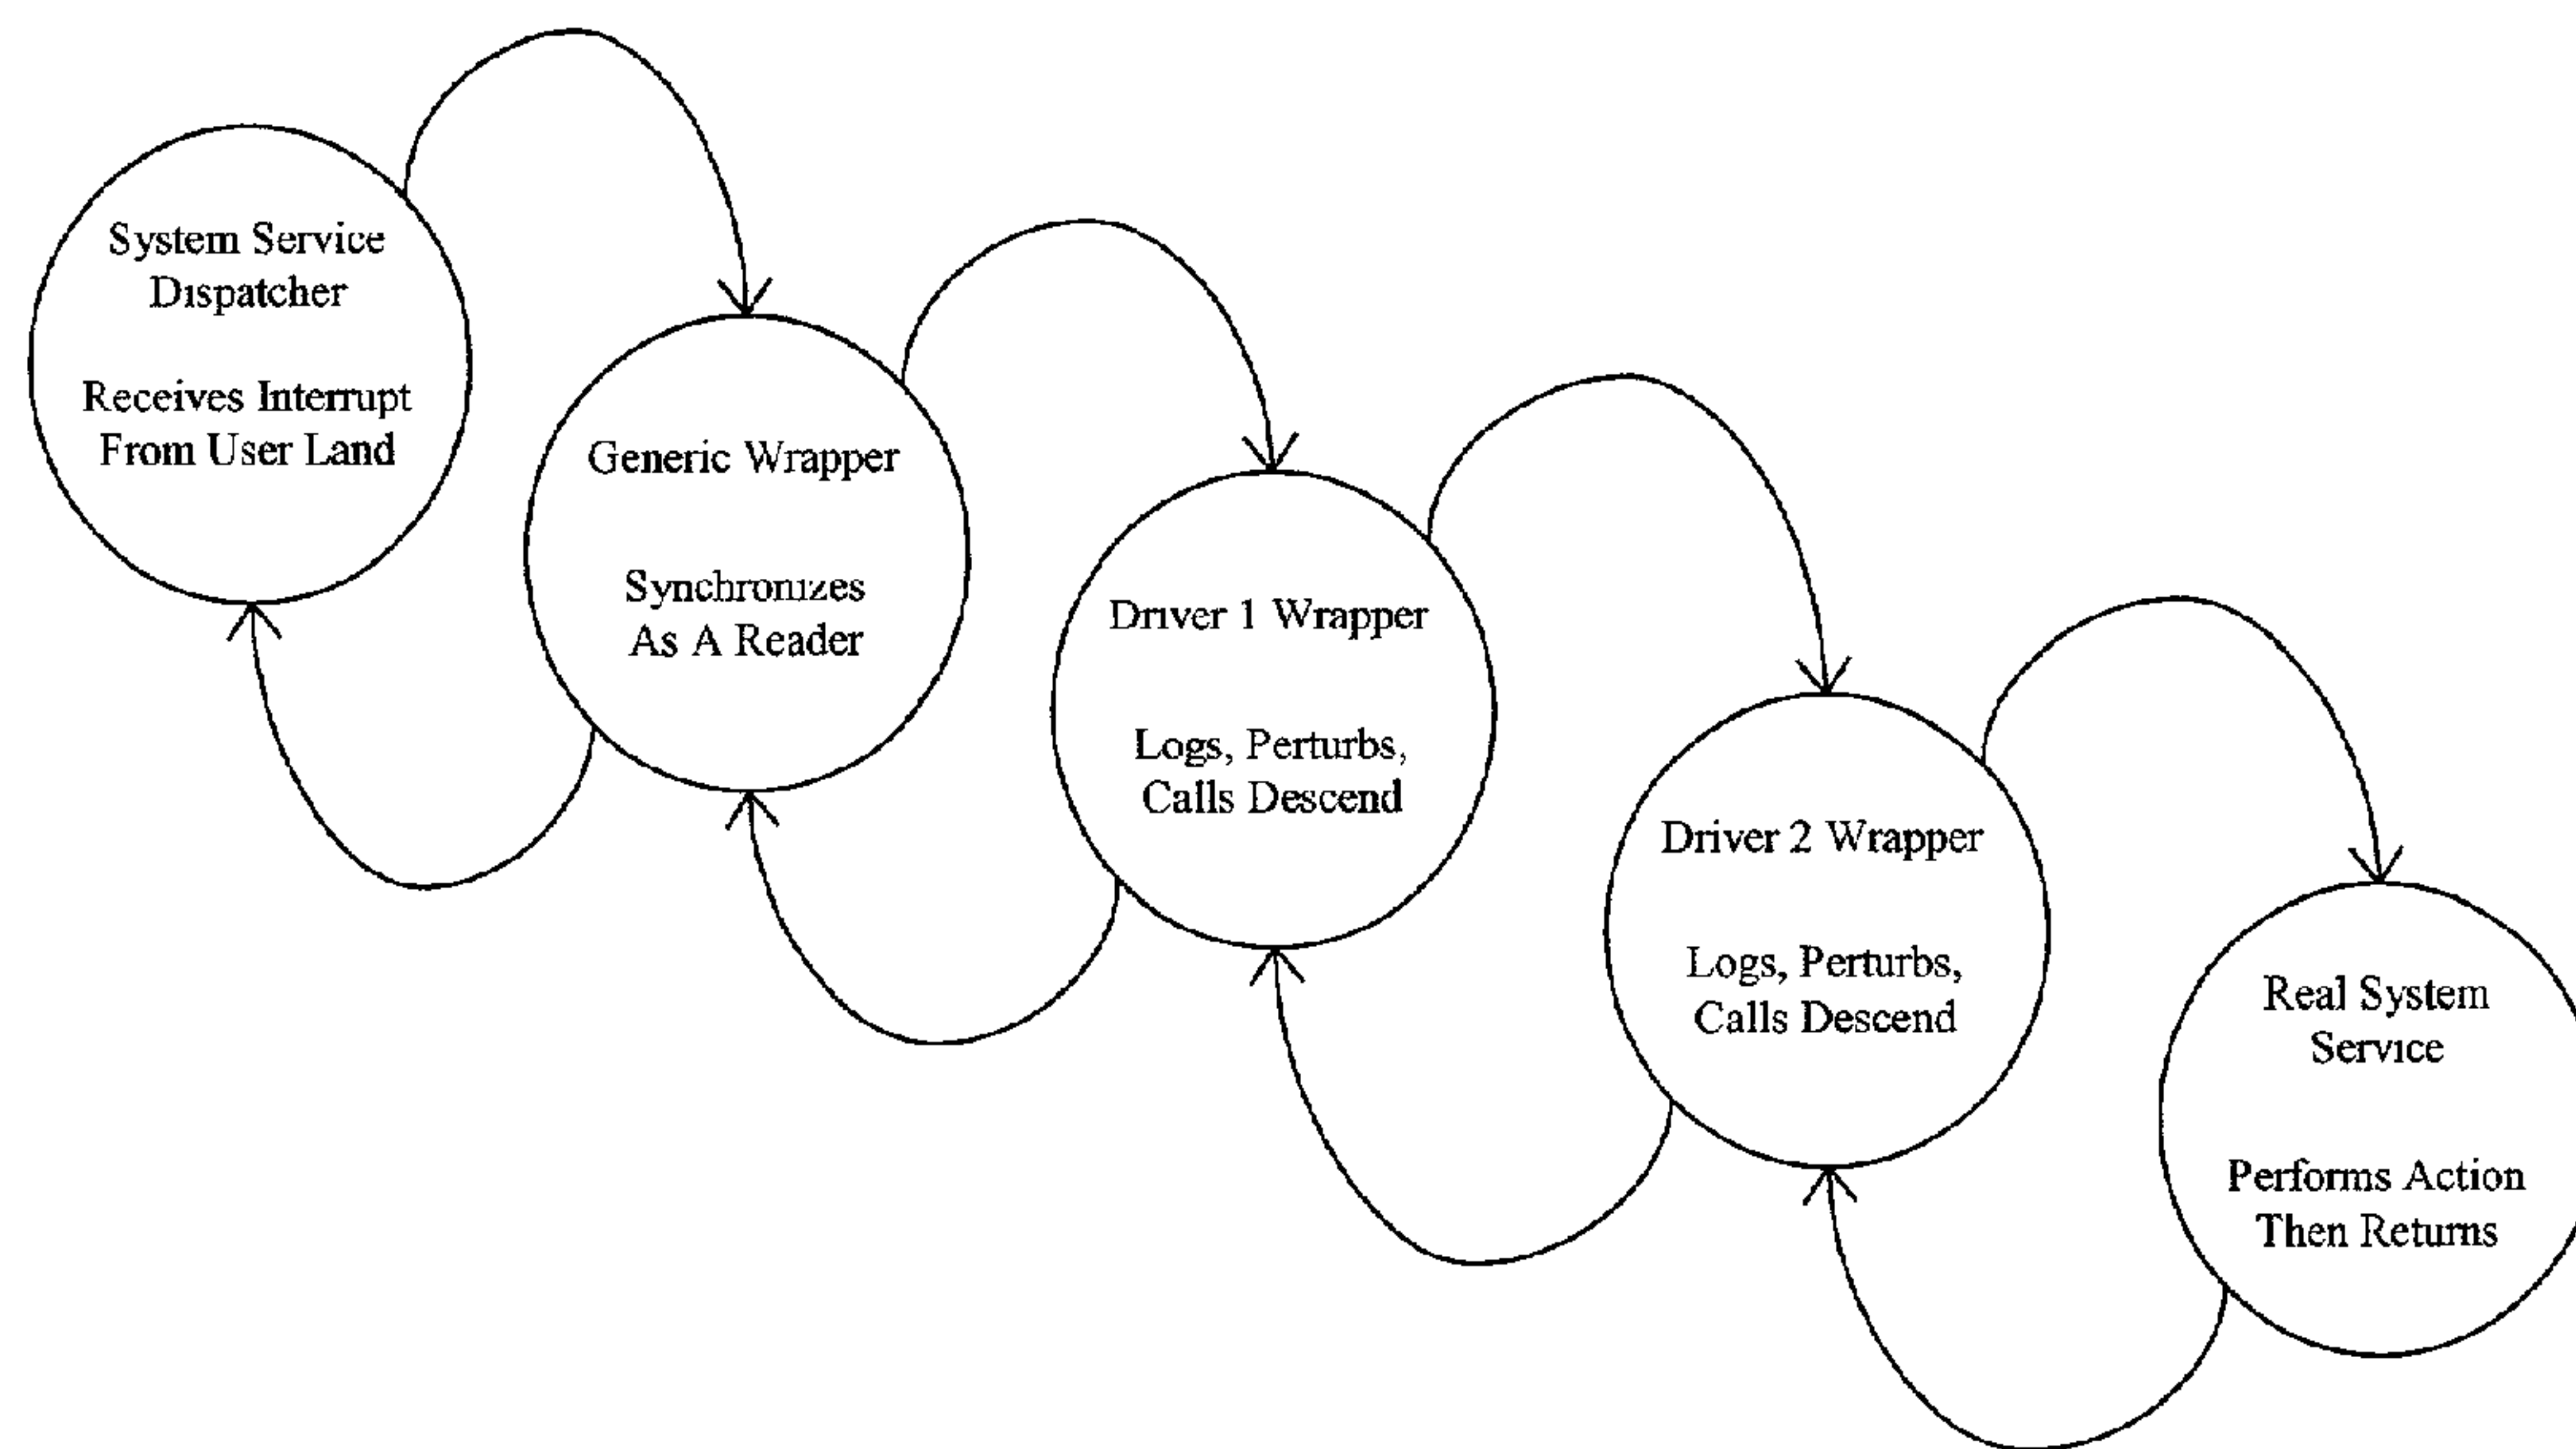 System Service
Dispatcher
Receives Interrupt
From User Land
Generic Wrapper
Synchronizes
As A Reader
Driver 1 Wrapper
Logs, Perturbs,
Calls Descend
Driver 2 Wrapper
Logs, Perturbs,
Calls Descend
Real System
Service
Performs Action
Then Returns